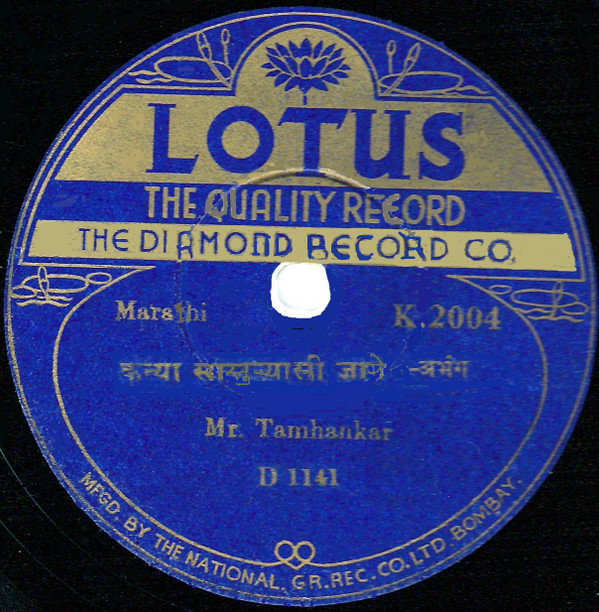 LOTUS
THE QUALITY RECORD
THE DIAMOND RECORD CO.
Marathi K.2004
कन्या सासुऱ्यासी जाये -अभंग
Mr. Tamhankar
D 1141
MFGD. BY THE NATIONAL. GR. REC. CO. LTD. BOMBAY.